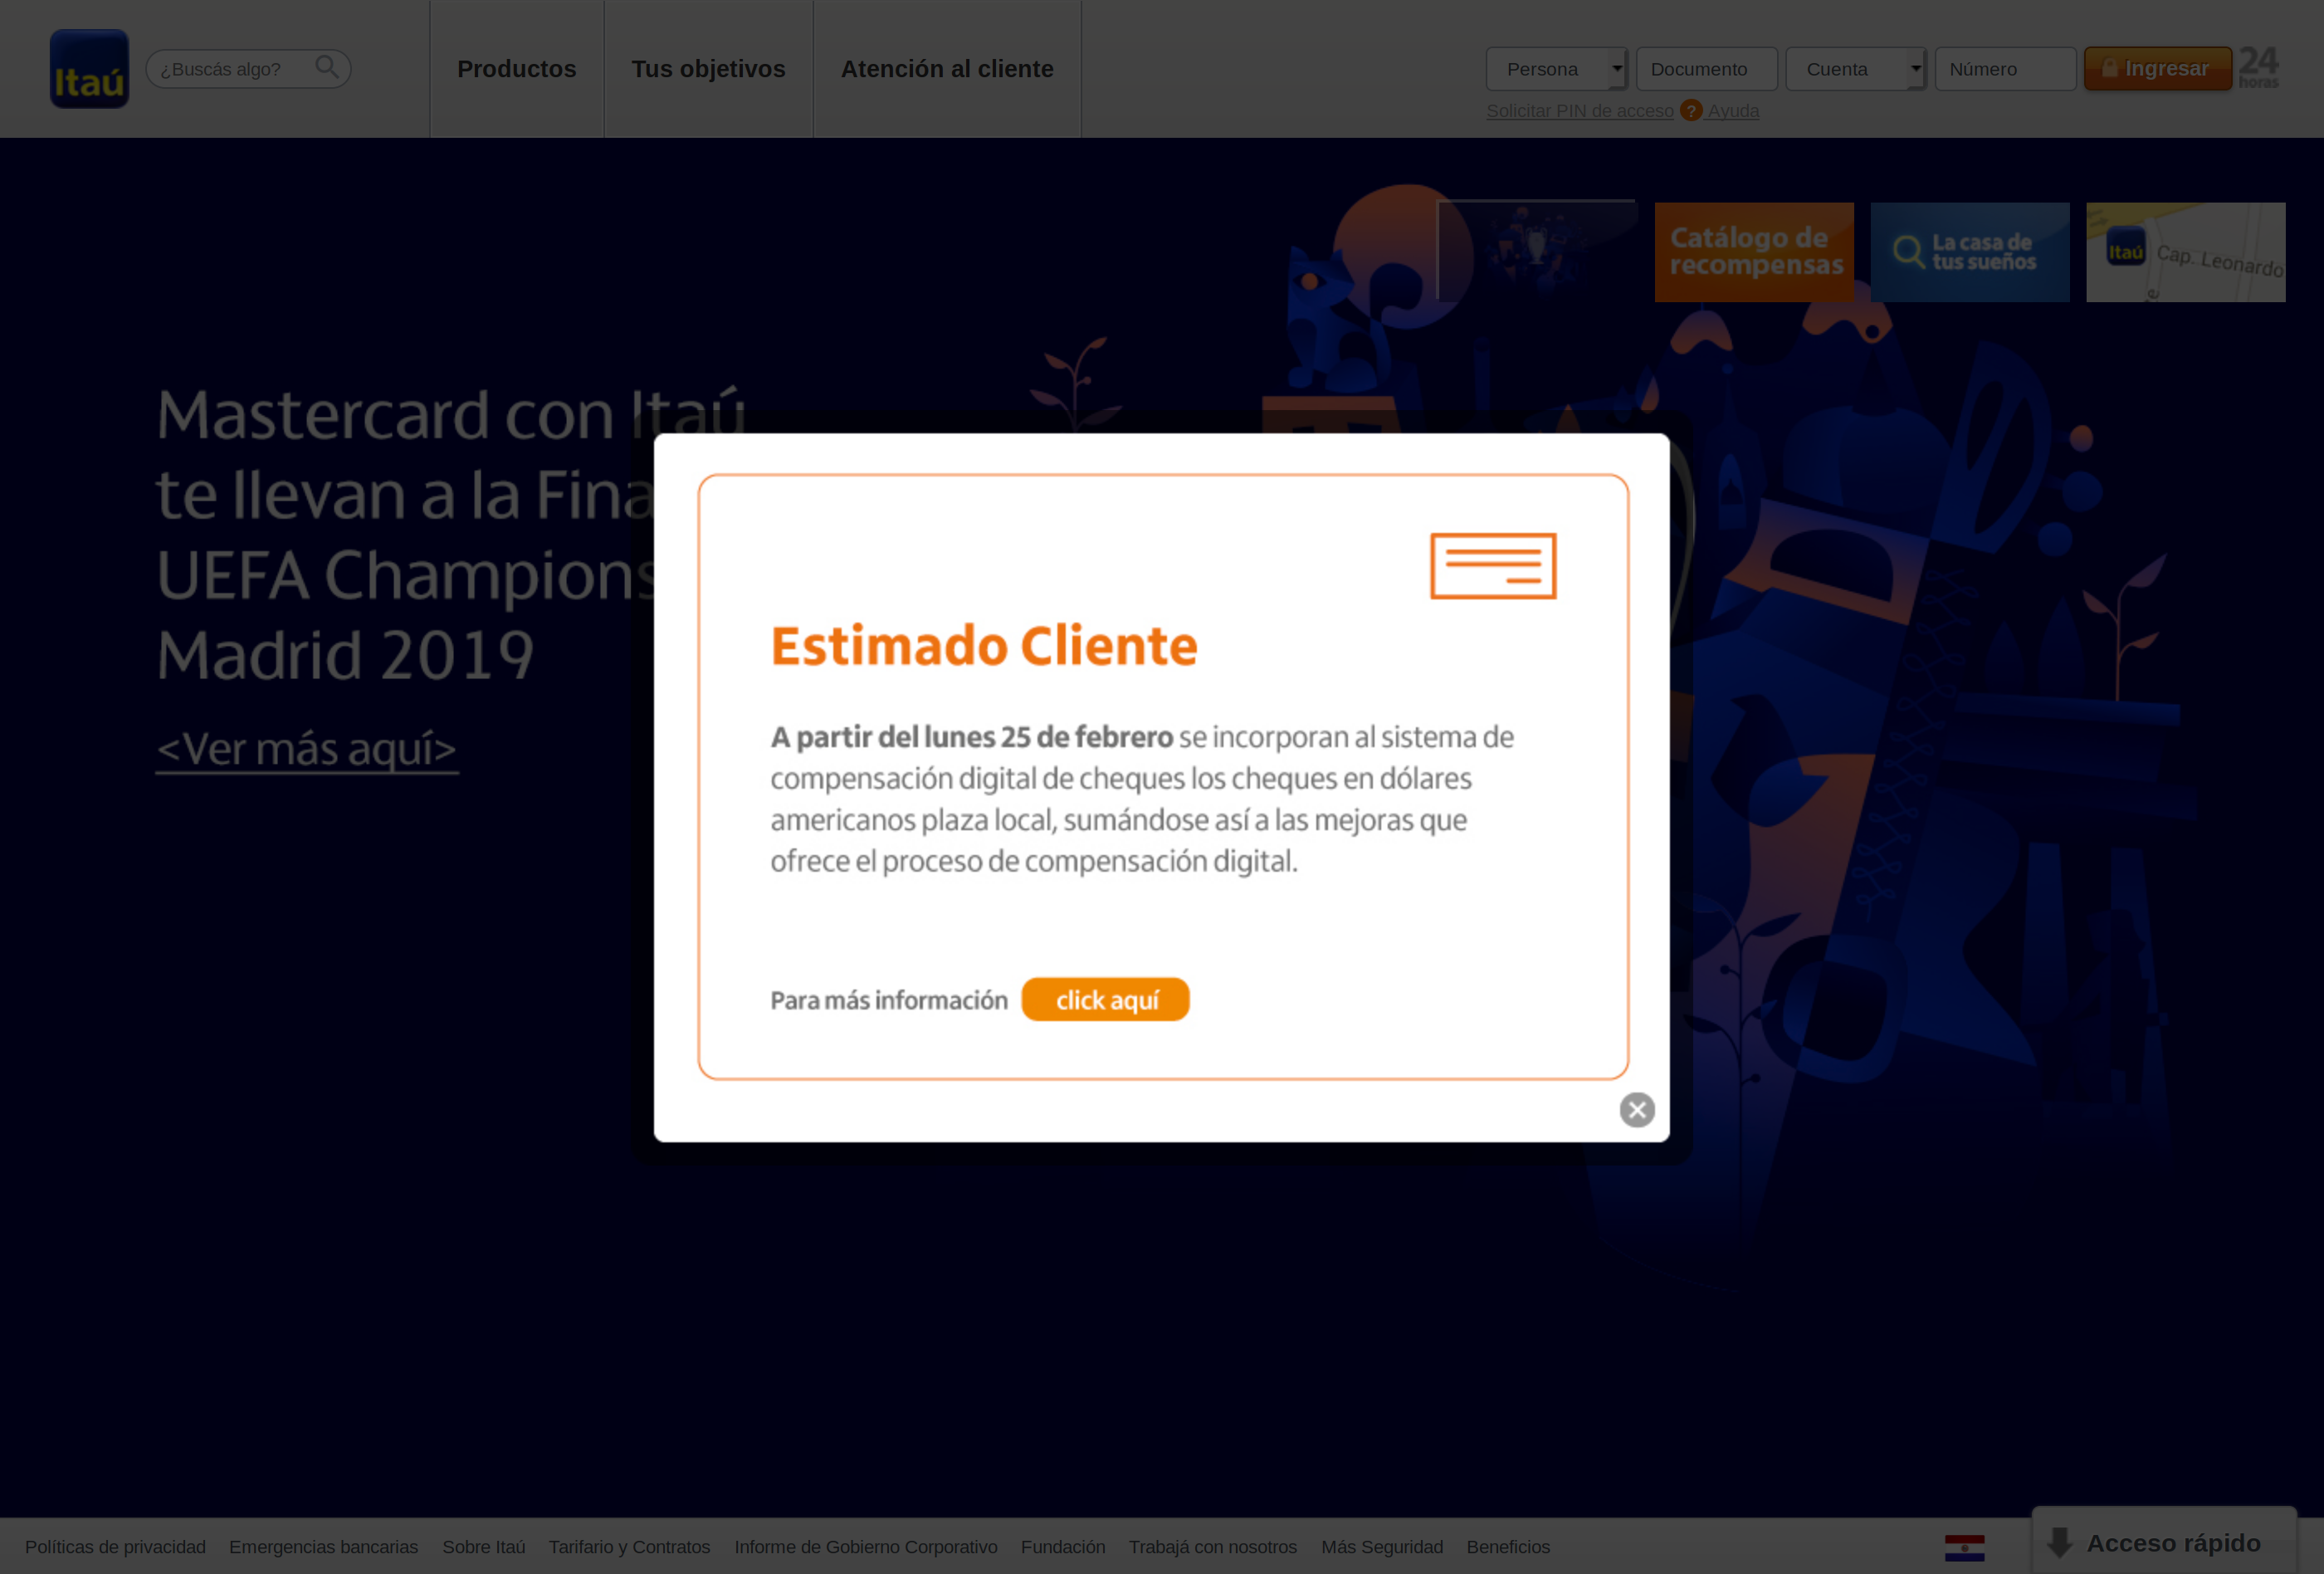 Itaú
¿Buscás algo?
Productos
Tus objetivos
Atención al cliente
Persona
Documento
Cuenta
Número
Ingresar
24
horas
Solicitar PIN de acceso
?
Ayuda
Catálogo de
recompensas
La casa de
tus sueños
Itaú
Cap. Leonardo
Mastercard con Itaú
te llevan a la Fina
UEFA Champions
Madrid 2019
<Ver más aquí>
Estimado Cliente
A partir del lunes 25 de febrero se incorporan al sistema de
compensación digital de cheques los cheques en dólares
americanos plaza local, sumándose así a las mejoras que
ofrece el proceso de compensación digital.
Para más información click aquí
Políticas de privacidad
Emergencias bancarias
Sobre Itaú
Tarifario y Contratos
Informe de Gobierno Corporativo
Fundación
Trabajá con nosotros
Más Seguridad
Beneficios
Acceso rápido